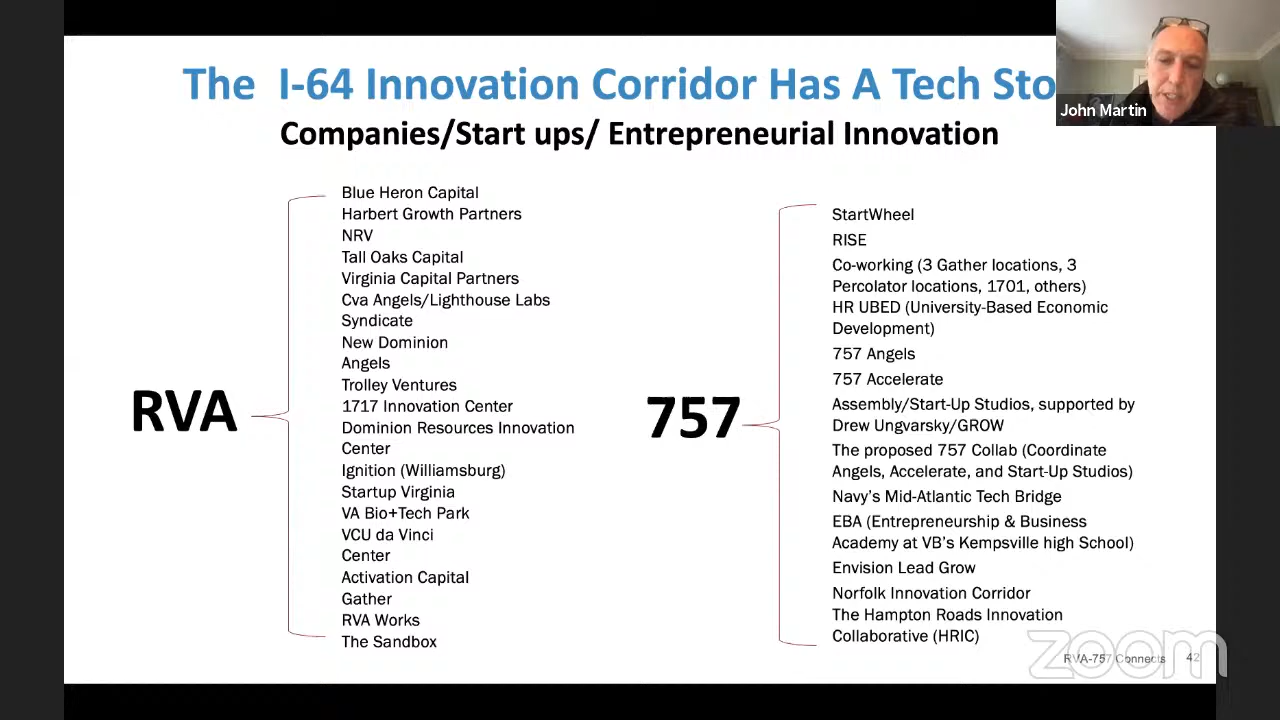 The I-64 Innovation Corridor Has A Tech Sto
Companies/Start ups/ Entrepreneurial Innovation
John Martin
RVA
Blue Heron Capital
Harbert Growth Partners
NRV
Tall Oaks Capital
Virginia Capital Partners
Cva Angels/Lighthouse Labs
Syndicate
New Dominion
Angels
Trolley Ventures
1717 Innovation Center
Dominion Resources Innovation
Center
Ignition (Williamsburg)
Startup Virginia
VA Bio+Tech Park
VCU da Vinci
Center
Activation Capital
Gather
RVA Works
The Sandbox
757
StartWheel
RISE
Co-working (3 Gather locations, 3
Percolator locations, 1701, others)
HR UBED (University-Based Economic
Development)
757 Angels
757 Accelerate
Assembly/Start-Up Studios, supported by
Drew Ungvarsky/GROW
The proposed 757 Collab (Coordinate
Angels, Accelerate, and Start-Up Studios)
Navy's Mid-Atlantic Tech Bridge
EBA (Entrepreneurship & Business
Academy at VB's Kempsville high School)
Envision Lead Grow
Norfolk Innovation Corridor
The Hampton Roads Innovation
Collaborative (HRIC)
RVA-757 Connects 42
zoom